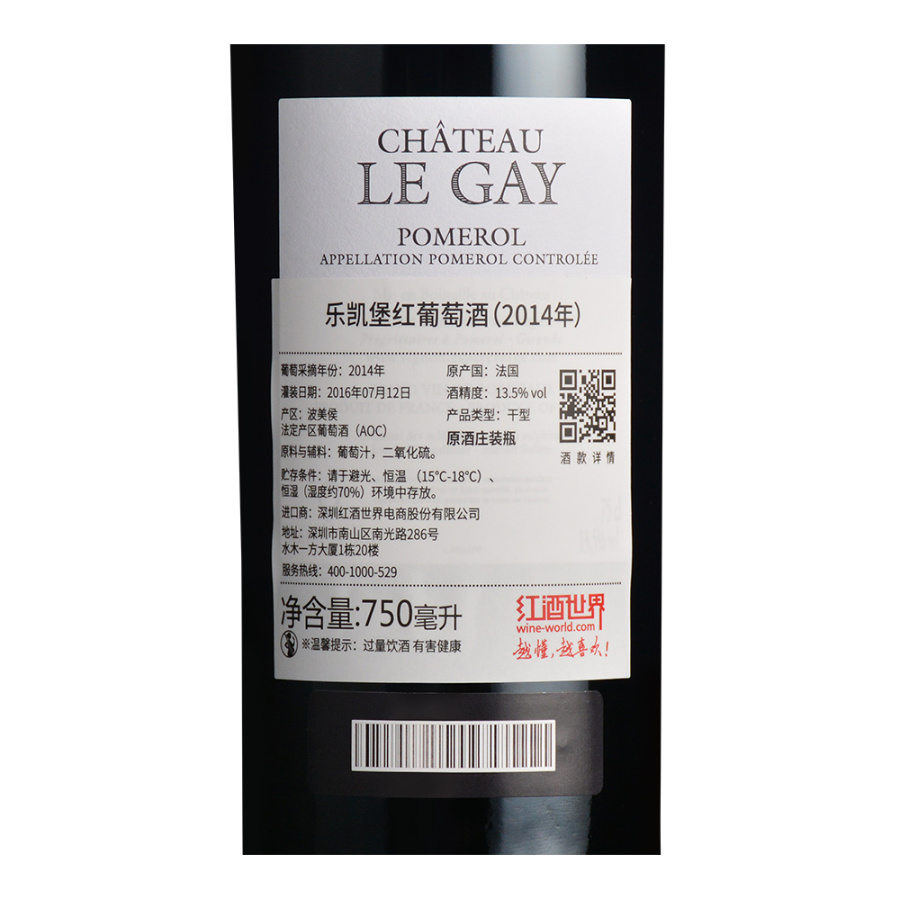 CHÂTEAU
LE GAY
POMEROL
APPELLATION POMEROL CONTROLÉE
乐凯堡红葡萄酒(2014年)
葡萄采摘年份：2014年
灌装日期：2016年07月12日
产区：波美侯
法定产区葡萄酒（AOC）
原料与辅料：葡萄汁，二氧化硫。
原产国：法国
酒精度：13.5% vol
产品类型：干型
原酒庄装瓶
酒款详情
贮存条件：请于避光、恒温（15°C-18°C）、
恒湿（湿度约70%）环境中存放。
进口商：深圳红酒世界电商股份有限公司
地址：深圳市南山区南光路286号
水木一方大厦1栋20楼
服务热线：400-1000-529
净含量:750毫升
※温馨提示：过量饮酒 有害健康
红酒世界
wine-world.com
越懂,越喜欢!